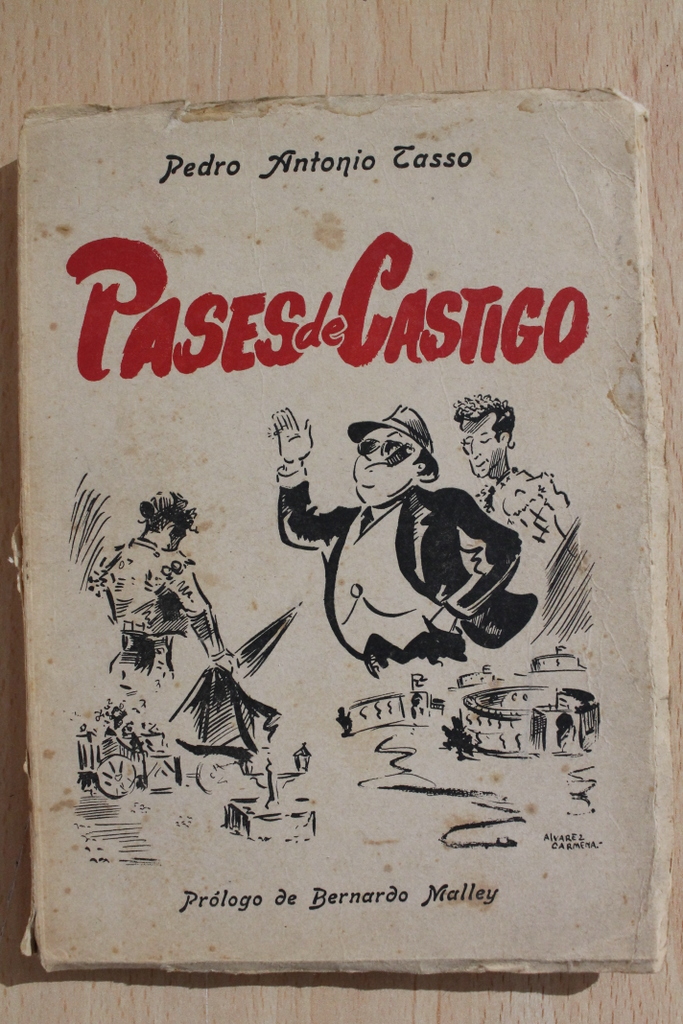 Pedro Antonio Tasso
PASES de CASTIGO
ALVAREZ
CARMENA.-
Prólogo de Bernardo Malley